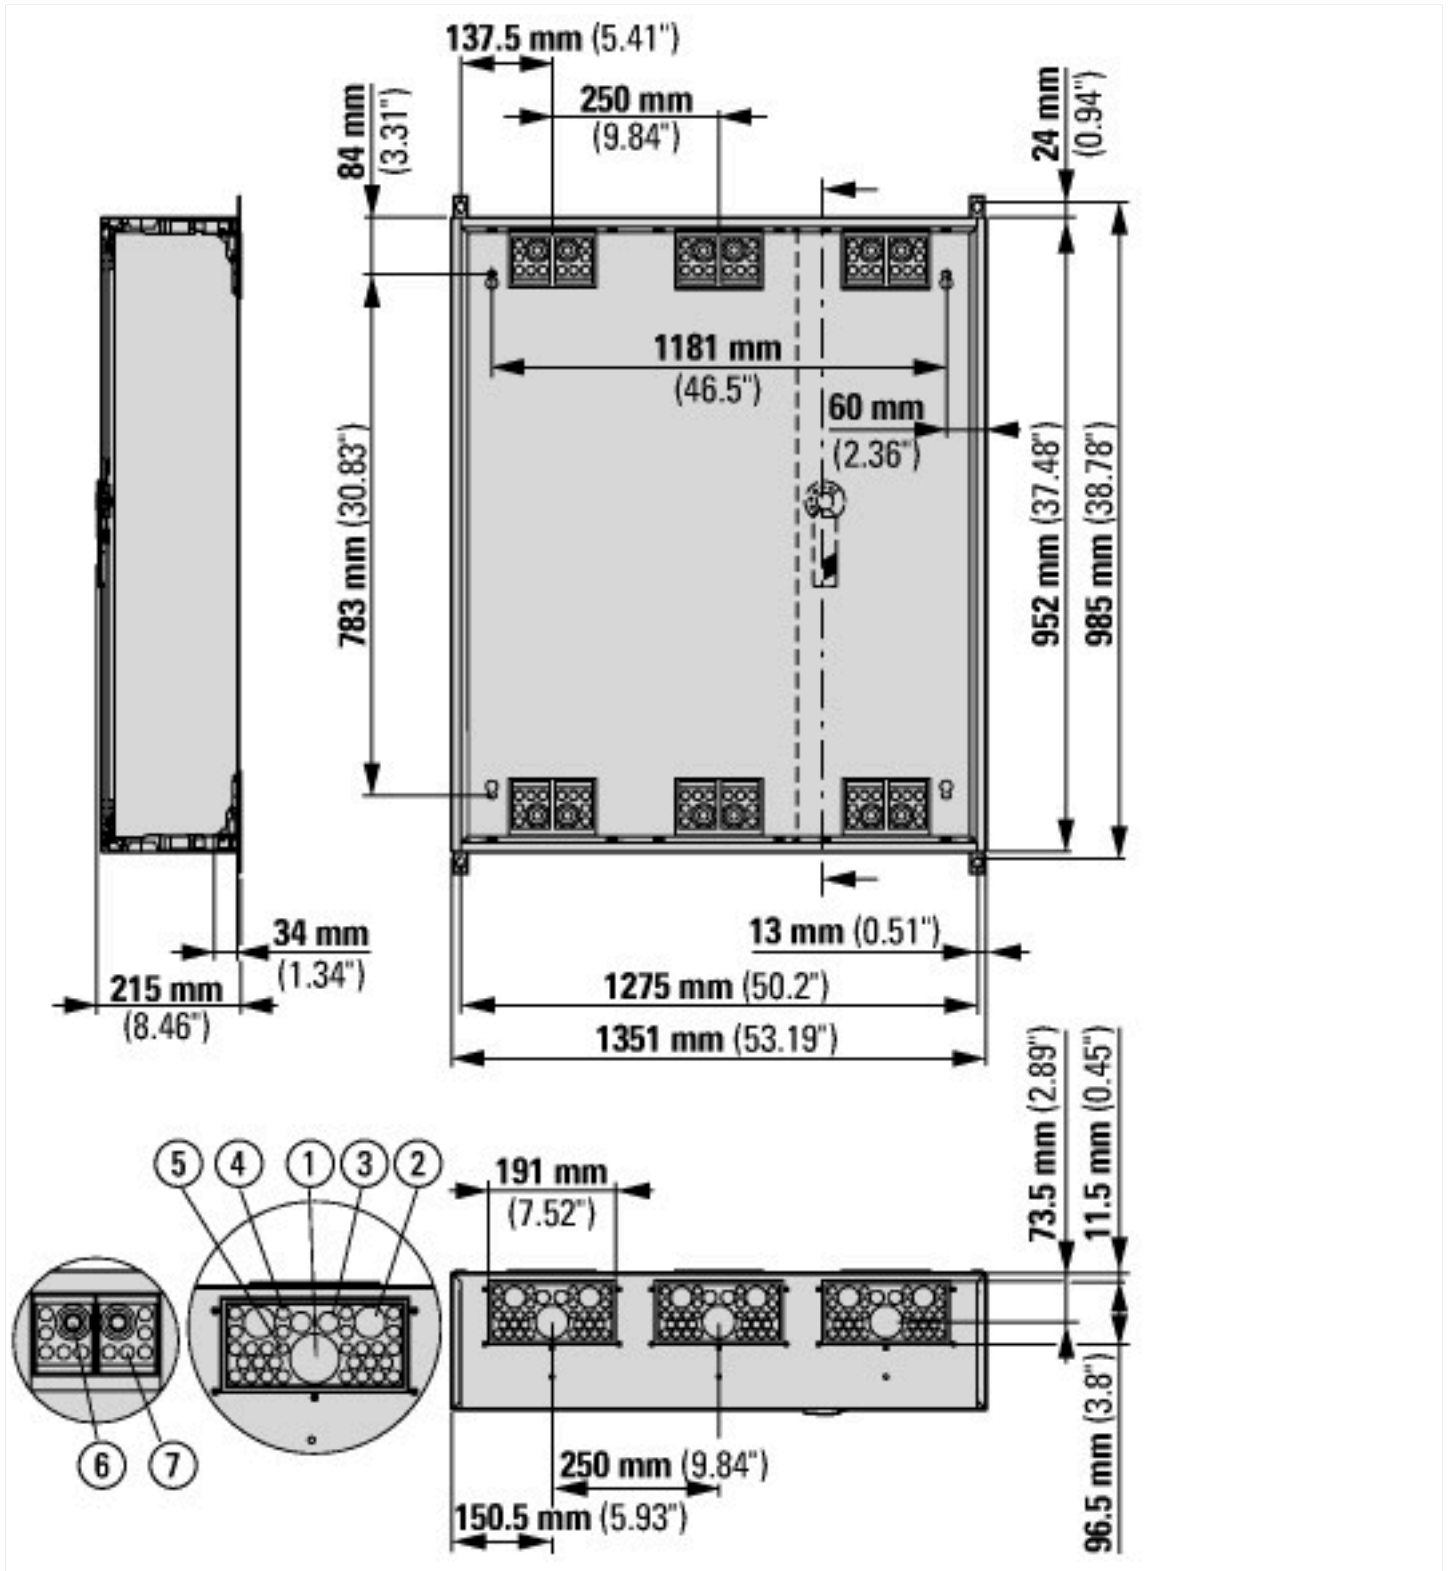 137.5 mm (5.41")
250 mm
(9.84")
84 mm
(3.31")
24 mm
(0.94")
1181 mm
(46.5")
60 mm
(2.36")
783 mm (30.83")
952 mm (37.48")
985 mm (38.78")
34 mm
(1.34")
215 mm
(8.46")
13 mm (0.51")
1275 mm (50.2")
1351 mm (53.19")
73.5 mm (2.89")
11.5 mm (0.45")
5 4 1 3 2
191 mm
(7.52")
6 7
250 mm (9.84")
150.5 mm (5.93")
96.5 mm (3.8")